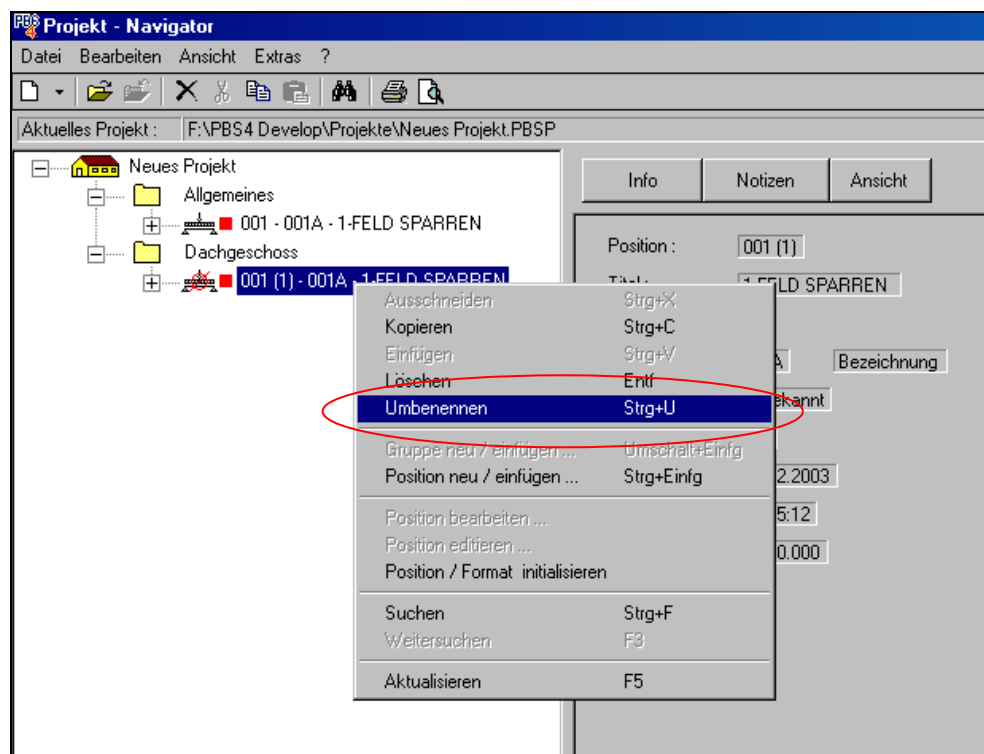 PBS 4 Projekt - Navigator
Datei Bearbeiten Ansicht Extras ?
Aktuelles Projekt : F:\PBS4 Develop\Projekte\Neues Projekt.PBSP
Neues Projekt
Allgemeines
001 - 001A - 1-FELD SPARREN
Dachgeschoss
001 (1) - 001A - 1-FELD SPARREN
Info Notizen Ansicht
Position : 001 (1)
Titel : 1-FELD SPARREN
A Bezeichnung
ekannt
2.2003
5:12
0.000
Ausschneiden Strg+X
Kopieren Strg+C
Einfügen Strg+V
Löschen Entf
Umbenennen Strg+U
Gruppe neu / einfügen ... Umschalt+Einfg
Position neu / einfügen ... Strg+Einfg
Position bearbeiten ...
Position editieren ...
Position / Format initialisieren
Suchen Strg+F
Weitersuchen F3
Aktualisieren F5